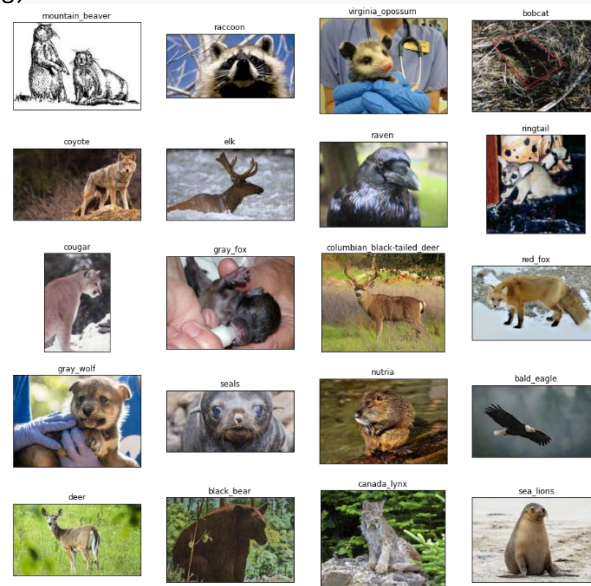 mountain_beaver
raccoon
virginia_opossum
bobcat
coyote
elk
raven
ringtail
cougar
gray_fox
columbian_black-tailed_deer
red_fox
gray_wolf
seals
nutria
bald_eagle
deer
black_bear
canada_lynx
sea_lions